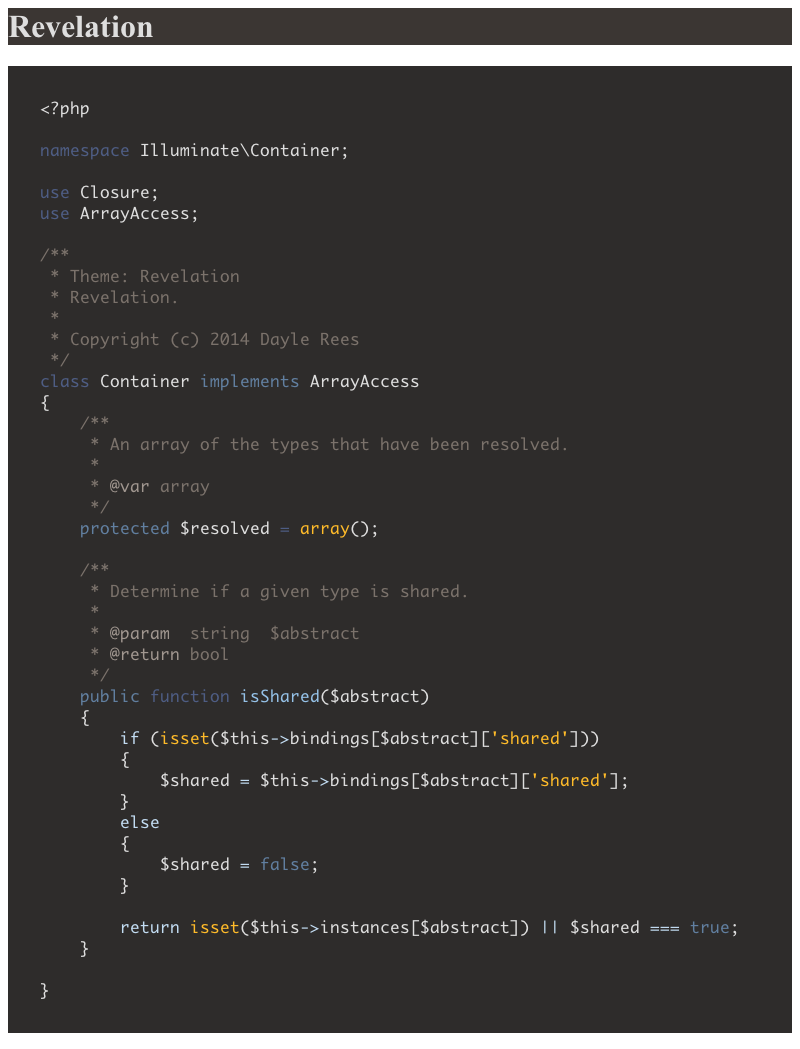 Revelation
<?php
namespace Illuminate\Container;
use Closure;
use ArrayAccess;
/**
 * Theme: Revelation
 * Revelation.
 *
 * Copyright (c) 2014 Dayle Rees
 */
class Container implements ArrayAccess
{
    /**
     * An array of the types that have been resolved.
     *
     * @var array
     */
    protected $resolved = array();
    /**
     * Determine if a given type is shared.
     *
     * @param  string  $abstract
     * @return bool
     */
    public function isShared($abstract)
    {
        if (isset($this->bindings[$abstract]['shared']))
        {
            $shared = $this->bindings[$abstract]['shared'];
        }
        else
        {
            $shared = false;
        }
        return isset($this->instances[$abstract]) || $shared === true;
    }
}